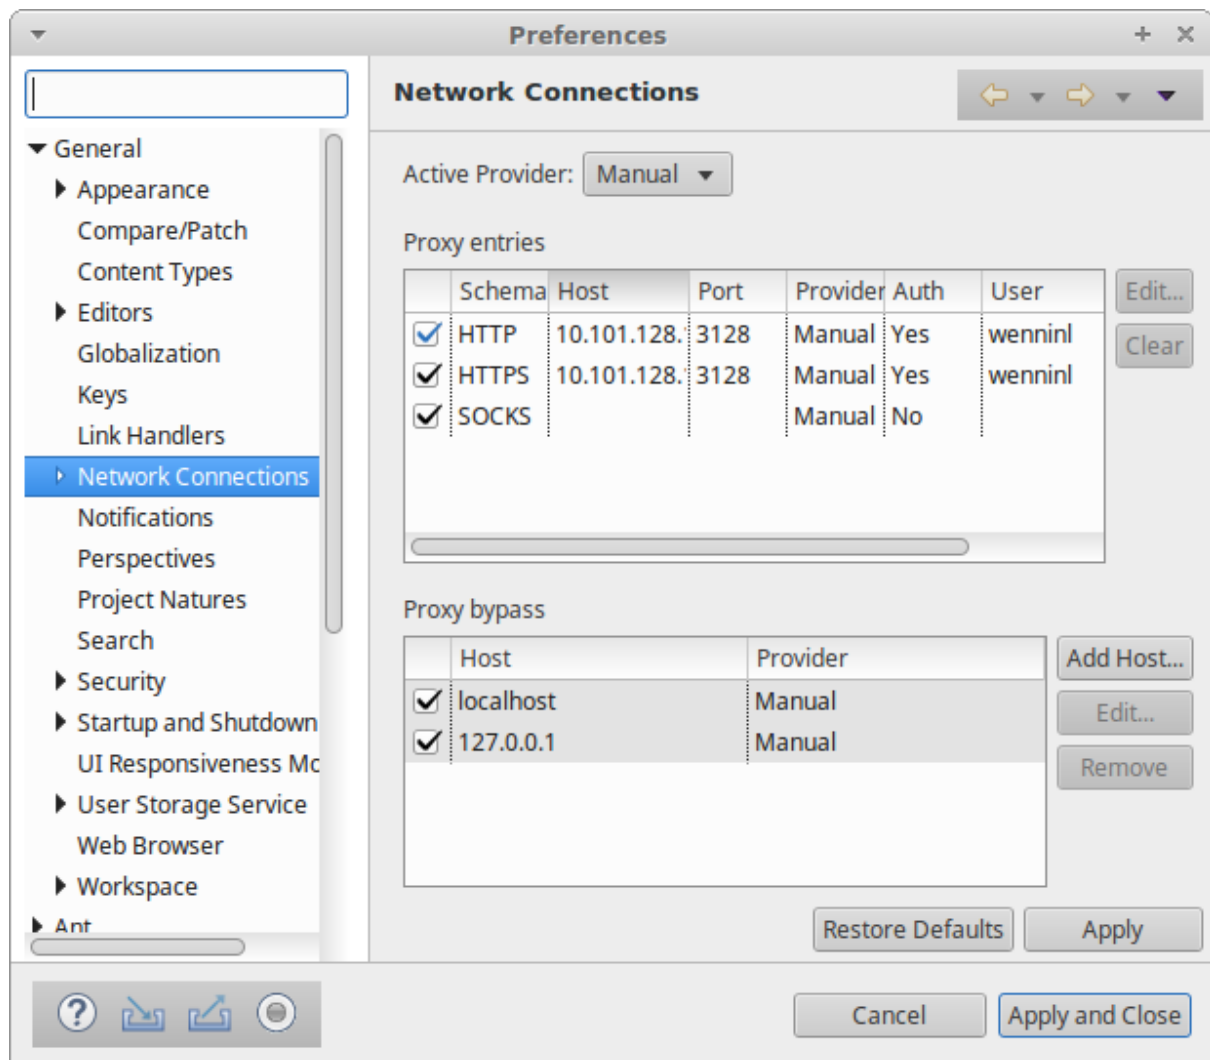 Preferences
Network Connections
General
Appearance
Compare/Patch
Content Types
Editors
Globalization
Keys
Link Handlers
Network Connections
Notifications
Perspectives
Project Natures
Search
Security
Startup and Shutdown
UI Responsiveness Mo
User Storage Service
Web Browser
Workspace
Ant
Active Provider: Manual
Proxy entries
Schema Host Port Provider Auth User
HTTP 10.101.128. 3128 Manual Yes wenninl
HTTPS 10.101.128. 3128 Manual Yes wenninl
SOCKS Manual No
Edit...
Clear
Proxy bypass
Host Provider
localhost Manual
127.0.0.1 Manual
Add Host...
Edit...
Remove
Restore Defaults Apply
Cancel Apply and Close